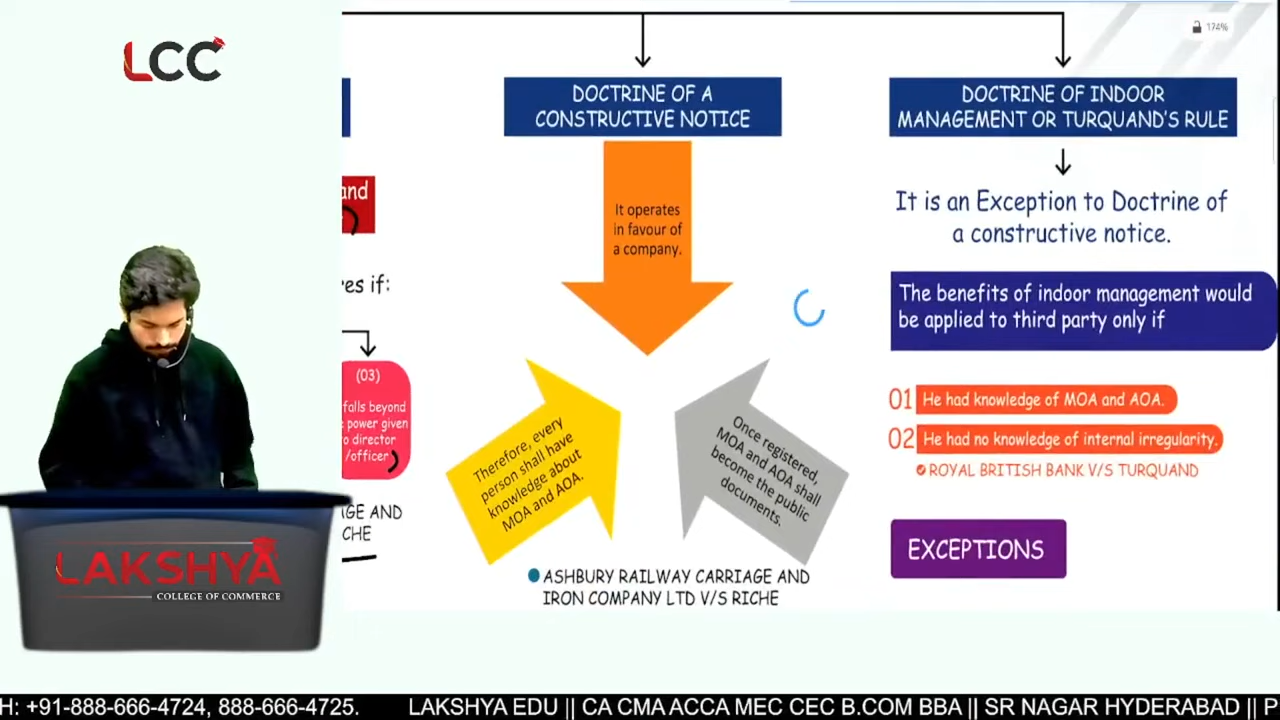 LCC
174%
DOCTRINE OF A
CONSTRUCTIVE NOTICE
DOCTRINE OF INDOOR
MANAGEMENT OR TURQUAND'S RULE
and
It operates
in favour of
a company.
It is an Exception to Doctrine of
a constructive notice.
es if:
The benefits of indoor management would
be applied to third party only if
(03)
falls beyond
power given
o director
/officer
01 He had knowledge of MOA and AOA.
02 He had no knowledge of internal irregularity.
ROYAL BRITISH BANK V/S TURQUAND
Therefore, every
person shall have
knowledge about
MOA and AOA.
Once registered,
MOA and AOA shall
become the public
documents.
AGE AND
CHE
EXCEPTIONS
ASHBURY RAILWAY CARRIAGE AND
IRON COMPANY LTD V/S RICHE
LAKSHYA
COLLEGE OF COMMERCE
H: +91-888-666-4724, 888-666-4725. LAKSHYA EDU || CA CMA ACCA MEC CEC B.COM BBA || SR NAGAR HYDERABAD || P